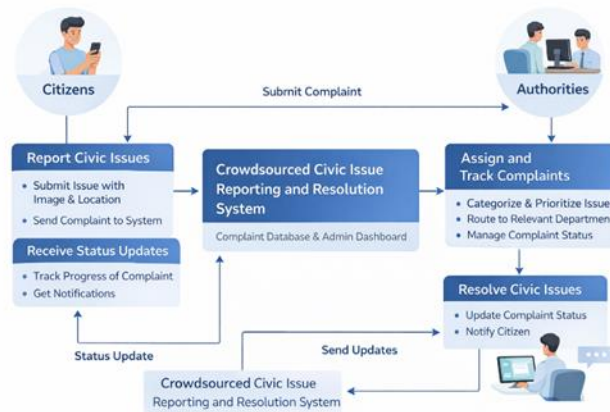 Citizens
Authorities
Submit Complaint
Report Civic Issues
• Submit Issue with
Image & Location
• Send Complaint to System
Crowdsourced Civic Issue
Reporting and Resolution
System
Complaint Database & Admin Dashboard
Assign and
Track Complaints
• Categorize & Prioritize Issue
• Route to Relevant Department
• Manage Complaint Status
Receive Status Updates
• Track Progress of Complaint
• Get Notifications
Resolve Civic Issues
• Update Complaint Status
• Notify Citizen
Status Update
Send Updates
Crowdsourced Civic Issue
Reporting and Resolution System